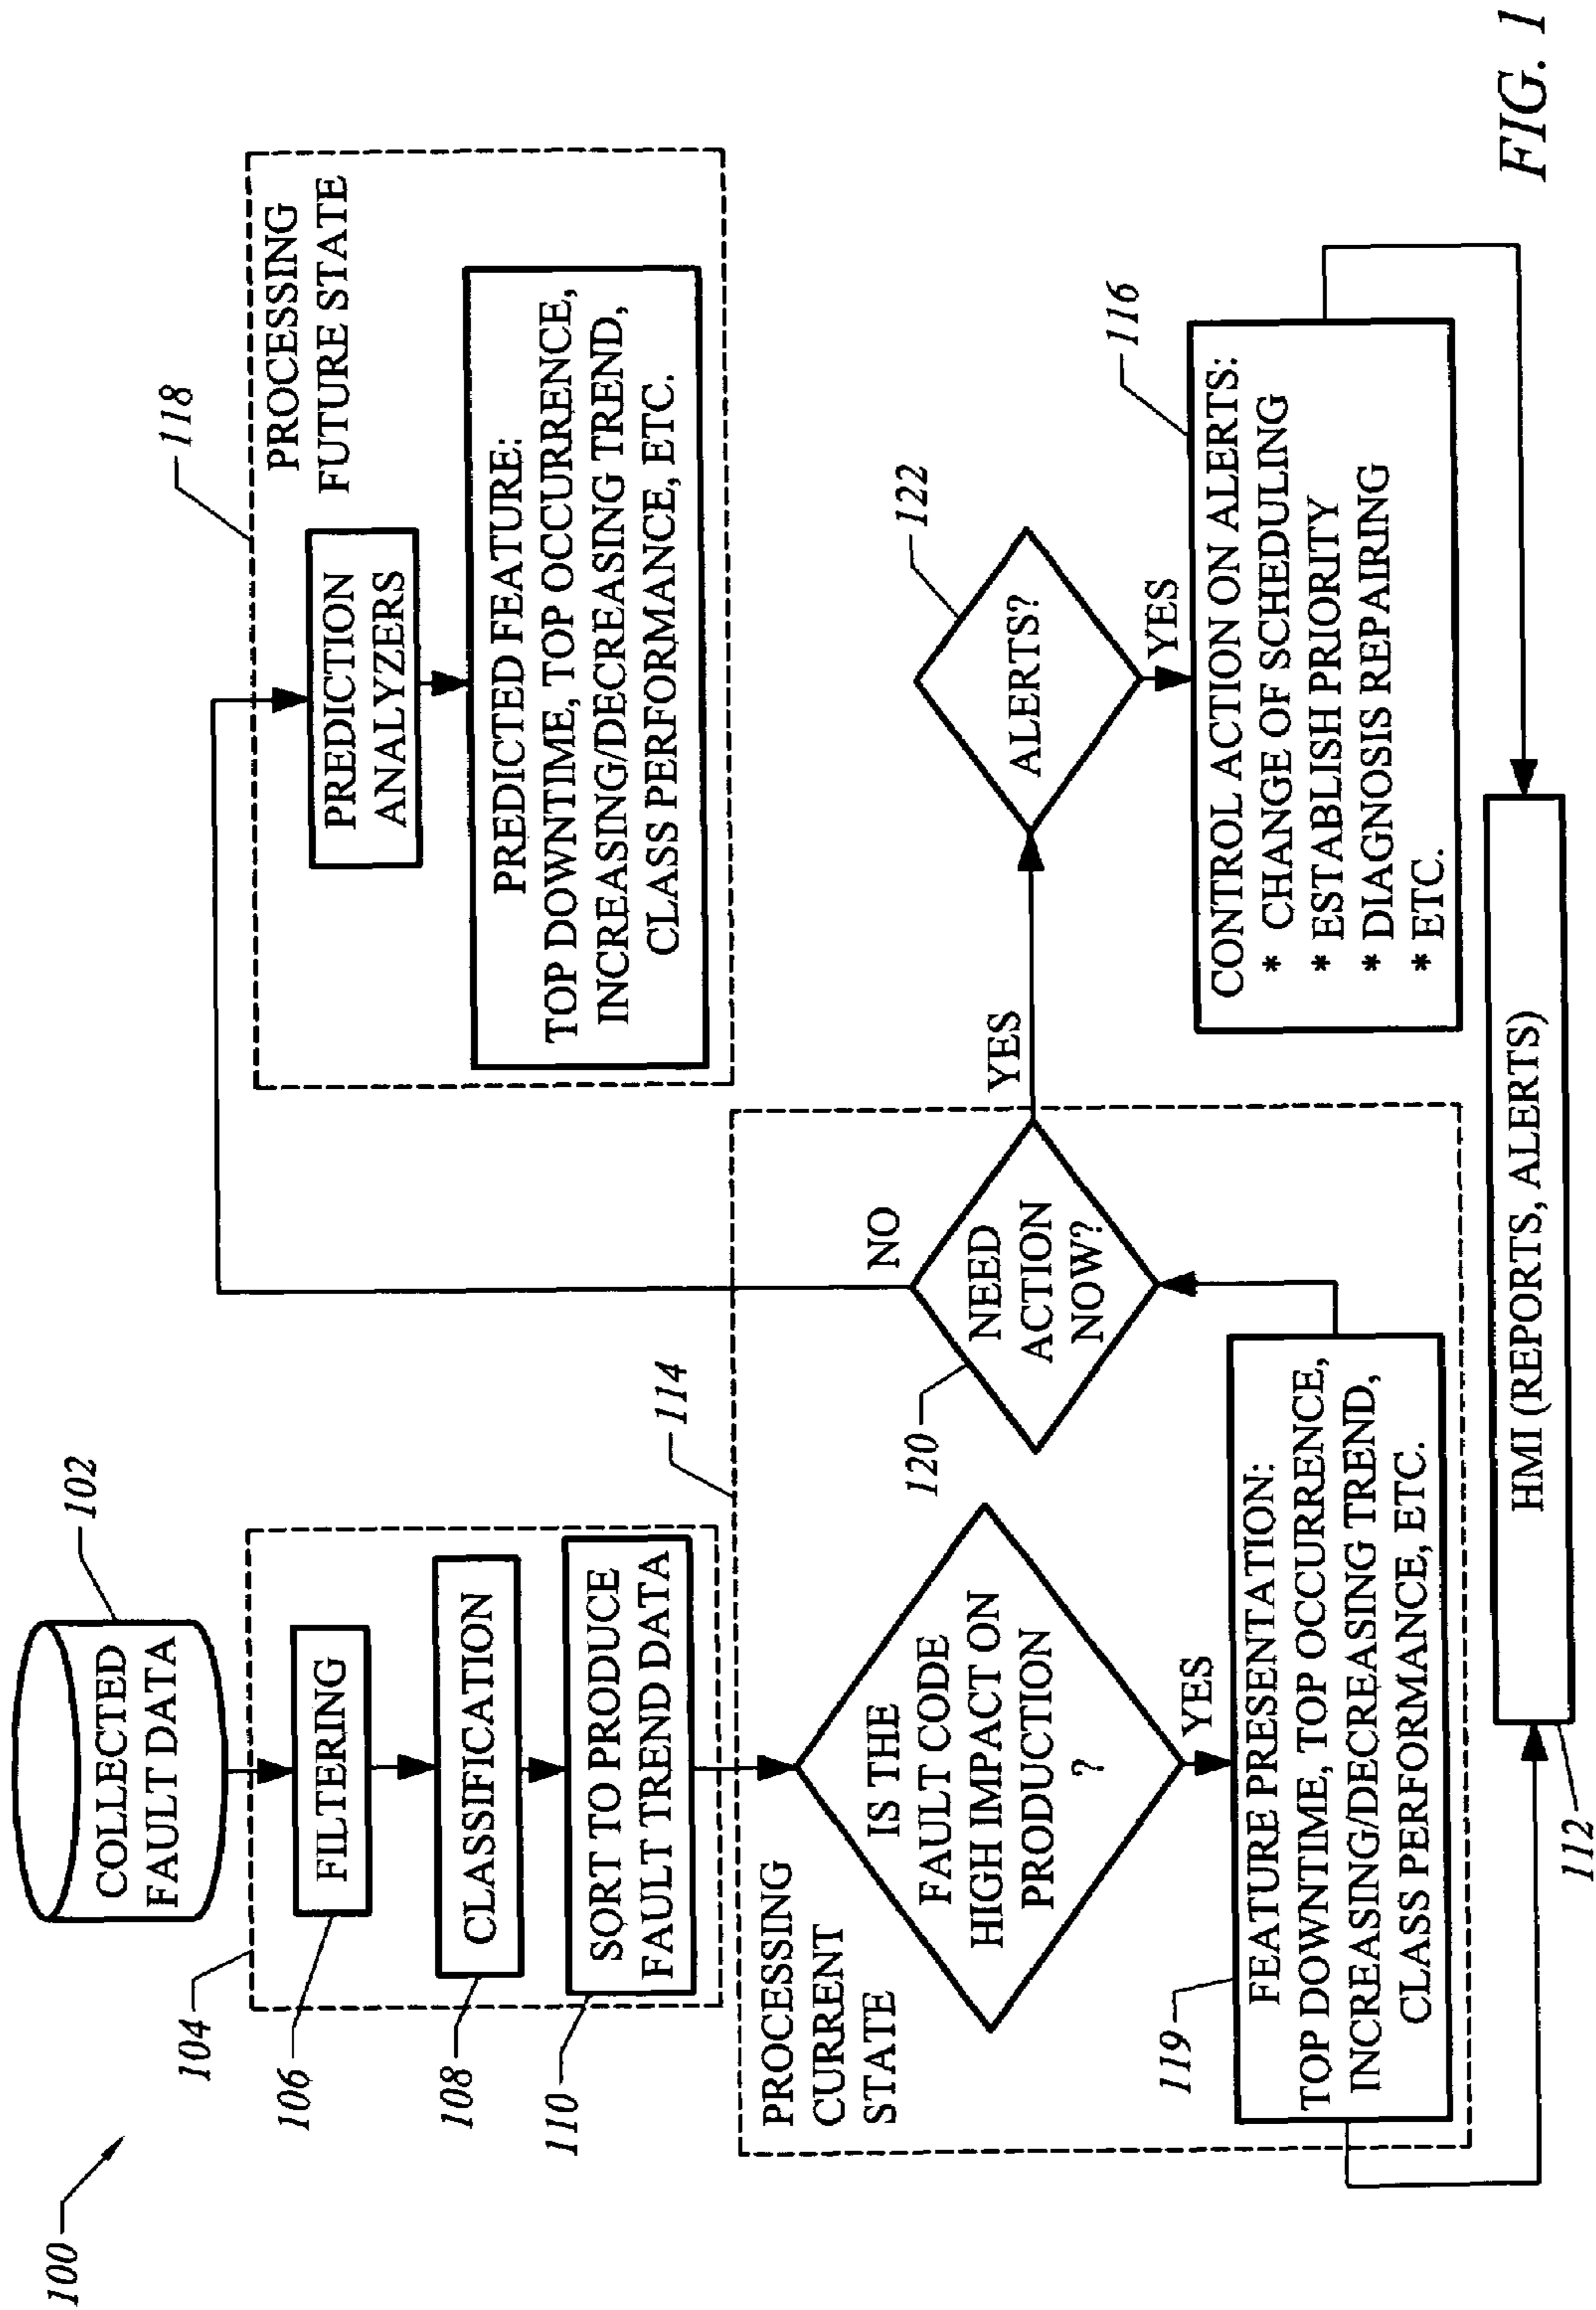 100
102
COLLECTED
FAULT DATA
104
106
FILTERING
108
CLASSIFICATION
110
SORT TO PRODUCE
FAULT TREND DATA
114
PROCESSING
CURRENT
STATE
IS THE
FAULT CODE
HIGH IMPACT ON
PRODUCTION
?
YES
119
FEATURE PRESENTATION:
TOP DOWNTIME, TOP OCCURRENCE,
INCREASING/DECREASING TREND,
CLASS PERFORMANCE, ETC.
120
NEED
ACTION
NOW?
NO
YES
118
PROCESSING
FUTURE STATE
PREDICTION
ANALYZERS
PREDICTED FEATURE:
TOP DOWNTIME, TOP OCCURRENCE,
INCREASING/DECREASING TREND,
CLASS PERFORMANCE, ETC.
122
ALERTS?
YES
116
CONTROL ACTION ON ALERTS:
* CHANGE OF SCHEDULING
* ESTABLISH PRIORITY
* DIAGNOSIS REPAIRING
* ETC.
112
HMI (REPORTS, ALERTS)
FIG. 1